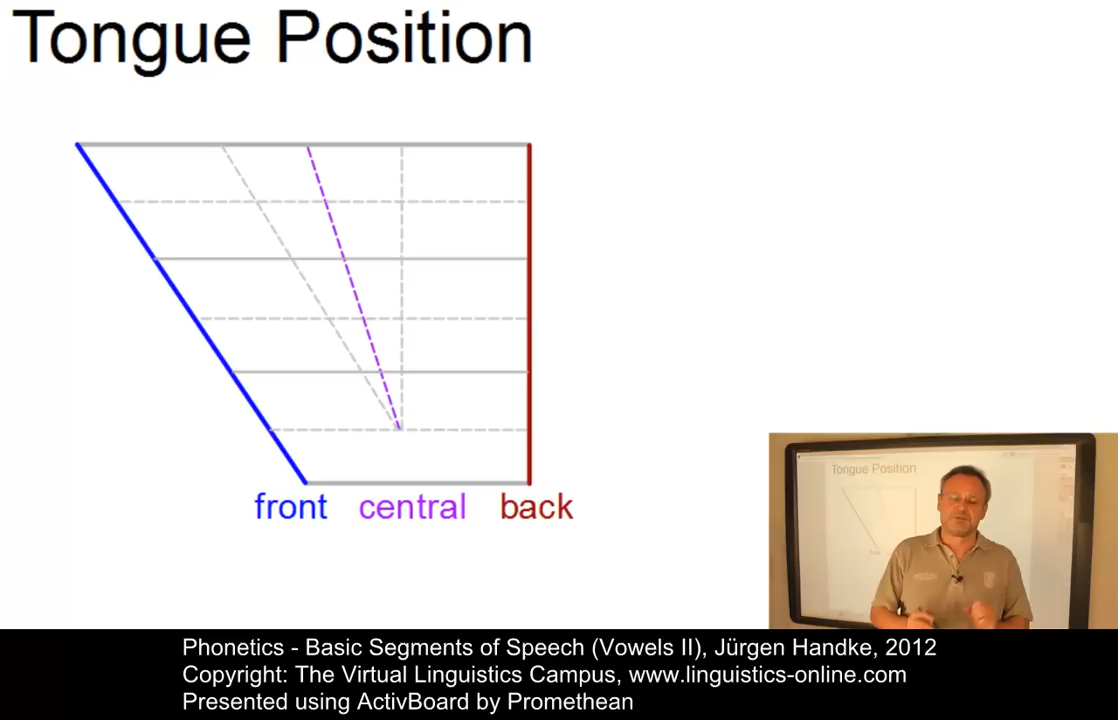 Tongue Position
front central back
Tongue Position
Phonetics - Basic Segments of Speech (Vowels II), Jürgen Handke, 2012
Copyright: The Virtual Linguistics Campus, www.linguistics-online.com
Presented using ActivBoard by Promethean